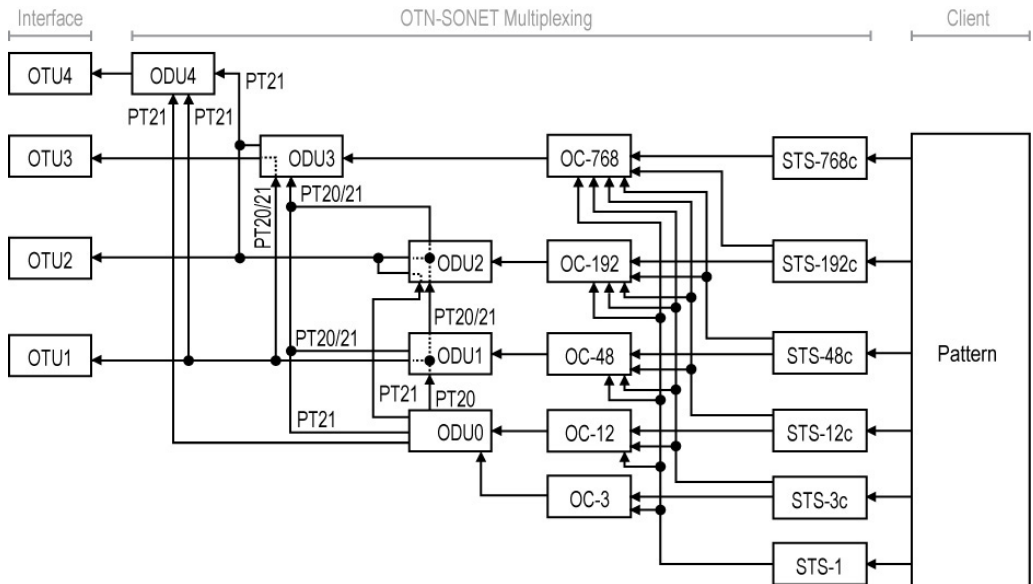 Interface OTN-SONET Multiplexing Client
OTU4 ODU4 PT21
PT21 PT21
OTU3 ODU3 OC-768 STS-768c
PT20/21 PT20/21
OTU2 ODU2 OC-192 STS-192c
PT20/21
PT20/21
OTU1 ODU1 OC-48 STS-48c Pattern
PT21 PT20
PT21 ODU0 OC-12 STS-12c
OC-3 STS-3c
STS-1